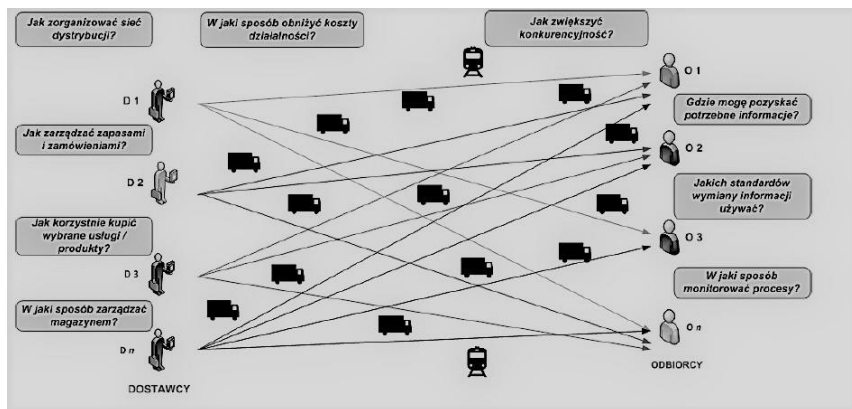 Jak zorganizować sieć
dystrybucji?
W jaki sposób obniżyć koszty
działalności?
Jak zwiększyć
konkurencyjność?
D 1
O 1
Gdzie mogę pozyskać
potrzebne informacje?
Jak zarządzać zapasami
i zamówieniami?
O 2
D 2
Jakich standardów
wymiany informacji
używać?
Jak korzystnie kupić
wybrane usługi /
produkty?
O 3
D 3
W jaki sposób
monitorować procesy?
W jaki sposób zarządzać
magazynem?
O n
D n
ODBIORCY
DOSTAWCY